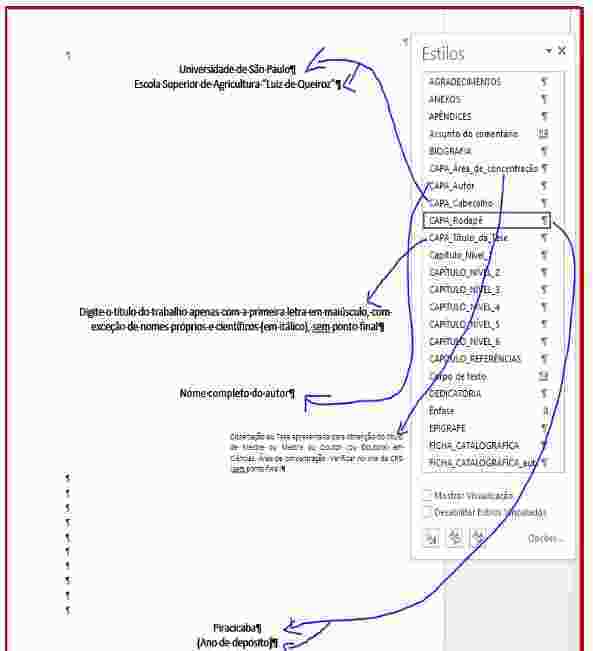 Universidade de São Paulo¶
Escola Superior de Agricultura "Luiz de Queiroz"¶
Digite o título do trabalho apenas com a primeira letra em maiúsculo, com
exceção de nomes próprios e científicos (em itálico), sem ponto final¶
Nome completo do autor¶
Dissertação ou Tese apresentada para obtenção do título
de Mestre ou Mestra ou Doutor (ou Doutora) em
Ciências. Área de concentração: Verificar no site da CPG
sem ponto final¶
Piracicaba¶
(Ano de depósito)¶
Estilos
AGRADECIMENTOS ¶
ANEXOS ¶
APÊNDICES ¶
Assunto do comentário
BIOGRAFIA ¶
CAPA_Área_de_concentração ¶
CAPA_Autor ¶
CAPA_Cabecalho ¶
CAPA_Rodapé ¶
CAPA_Título_da_Tese ¶
Capítulo_Nível_1 ¶
CAPÍTULO_NÍVEL_2 ¶
CAPÍTULO_NÍVEL_3 ¶
CAPÍTULO_NÍVEL_4 ¶
CAPÍTULO_NÍVEL_5 ¶
CAPÍTULO_NÍVEL_6 ¶
CAPÍTULO_REFERÊNCIAS ¶
Corpo de texto
DEDICATÓRIA ¶
Ênfase a
EPÍGRAFE ¶
FICHA_CATALOGRÁFICA ¶
FICHA_CATALOGRÁFICA_aut ¶
Mostrar Visualização
Desabilitar Estilos Vinculados
Opções...